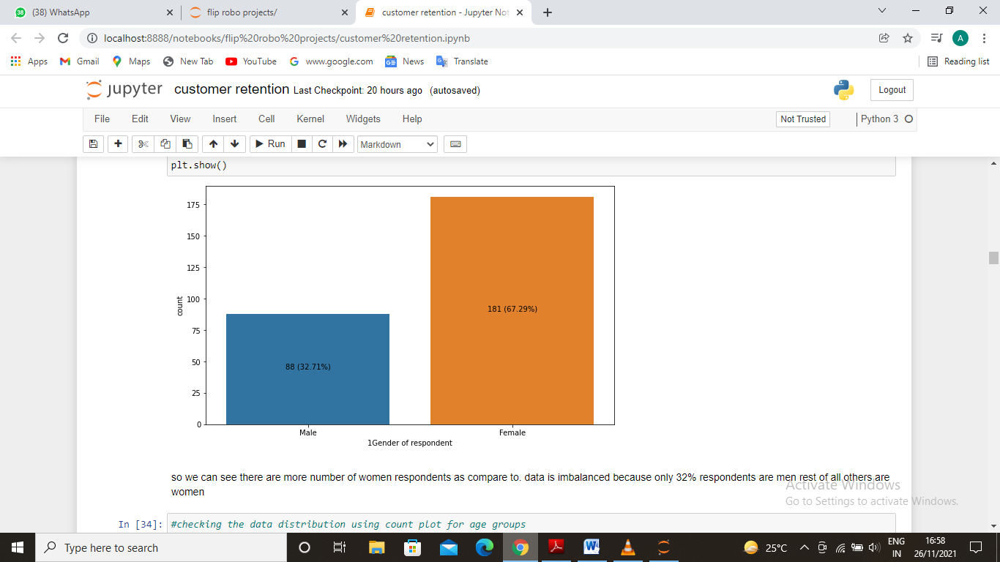 38 (38) WhatsApp
flip robo projects/
customer retention - Jupyter Not
localhost:8888/notebooks/flip%20robo%20projects/customer%20retention.ipynb
A
Apps Gmail Maps New Tab YouTube www.google.com News Translate Reading list
jupyter customer retention Last Checkpoint: 20 hours ago (autosaved)
Logout
File Edit View Insert Cell Kernel Widgets Help
Not Trusted Python 3
Run Markdown
plt.show()
175
150
125
100
75
50
25
0
count
88 (32.71%)
181 (67.29%)
Male Female
1Gender of respondent
so we can see there are more number of women respondents as compare to. data is imbalanced because only 32% respondents are men rest of all others are
women
Activate Windows
Go to Settings to activate Windows.
In [34]: #checking the data distribution using count plot for age groups
Type here to search
25°C
ENG
IN
16:58
26/11/2021